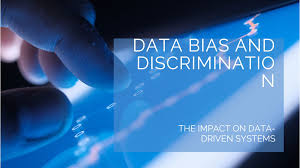 DATA BIAS AND
DISCRIMINATIO
N
THE IMPACT ON DATA-
DRIVEN SYSTEMS